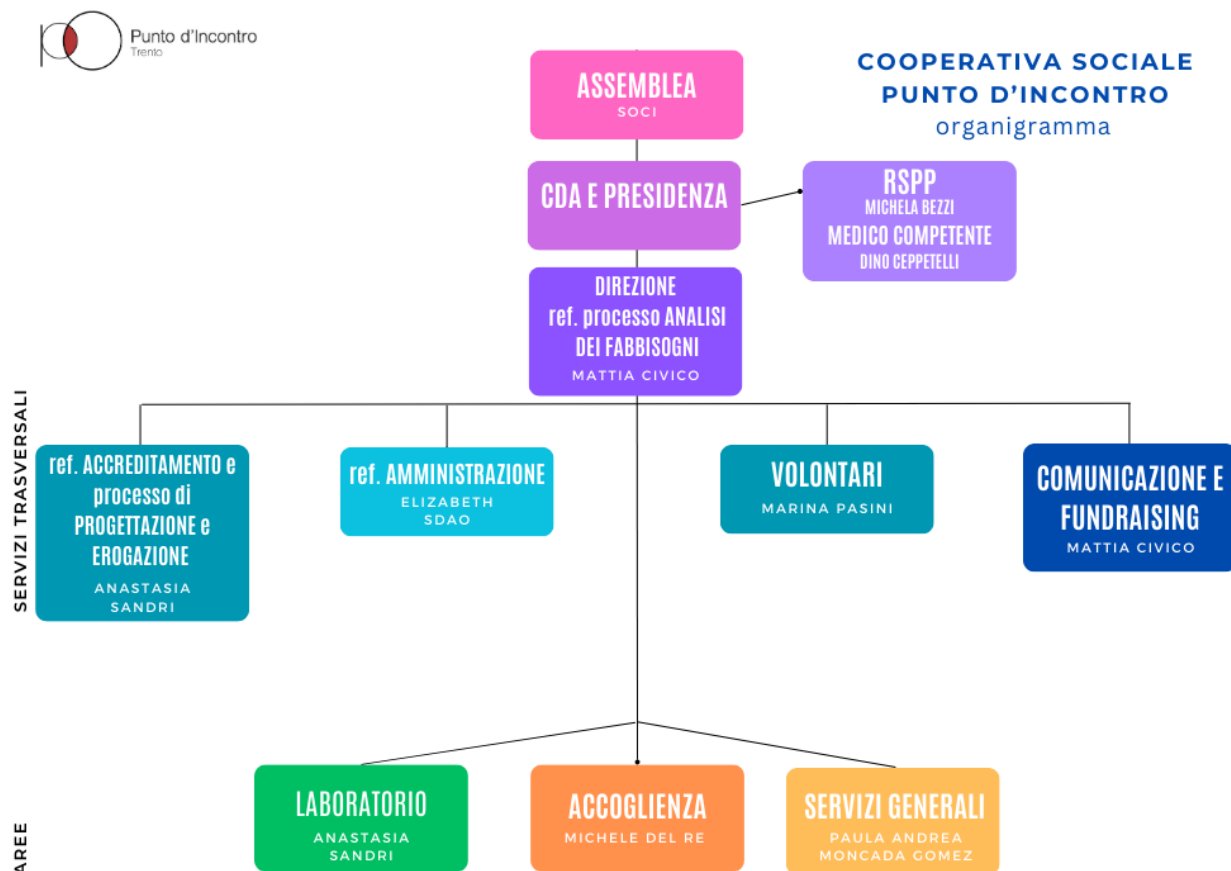 Punto d'Incontro
Trento
COOPERATIVA SOCIALE
PUNTO D'INCONTRO
organigramma
ASSEMBLEA
SOCI
CDA E PRESIDENZA
RSPP
MICHELA BEZZI
MEDICO COMPETENTE
DINO CEPPETELLI
DIREZIONE
ref. processo ANALISI
DEI FABBISOGNI
MATTIA CIVICO
SERVIZI TRASVERSALI
ref. ACCREDITAMENTO e
processo di
PROGETTAZIONE e
EROGAZIONE
ANASTASIA
SANDRI
ref. AMMINISTRAZIONE
ELIZABETH
SDAO
VOLONTARI
MARINA PASINI
COMUNICAZIONE E
FUNDRAISING
MATTIA CIVICO
AREE
LABORATORIO
ANASTASIA
SANDRI
ACCOGLIENZA
MICHELE DEL RE
SERVIZI GENERALI
PAULA ANDREA
MONCADA GOMEZ